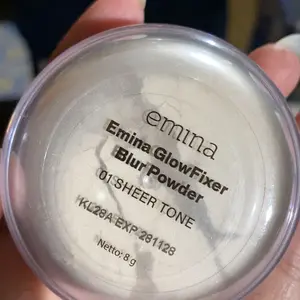 emina
Emina GlowFixer
Blur Powder
01 SHEER TONE
KL28A EXP 281128
Netto: 8 g